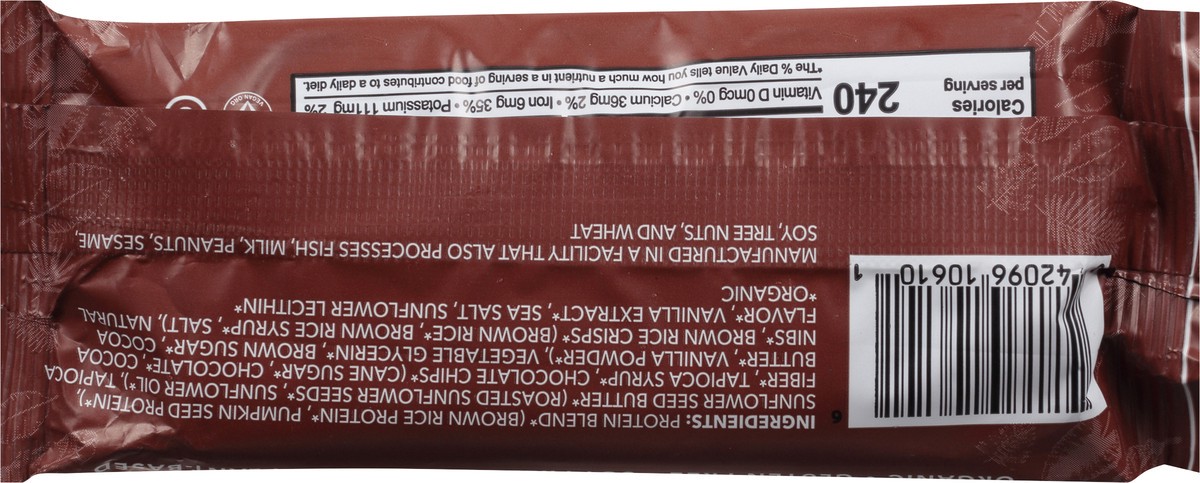 INGREDIENTS: PROTEIN BLEND* (BROWN RICE PROTEIN*, PUMPKIN SEED PROTEIN*),
SUNFLOWER SEED BUTTER* (ROASTED SUNFLOWER SEEDS*, SUNFLOWER OIL*), TAPIOCA
FIBER*, TAPIOCA SYRUP*, CHOCOLATE CHIPS* (CANE SUGAR*, CHOCOLATE*, COCOA
BUTTER*, VANILLA POWDER*), VEGETABLE GLYCERIN*, BROWN SUGAR*, COCOA
NIBS*, BROWN RICE CRISPS* (BROWN RICE*, BROWN RICE SYRUP*, SALT), NATURAL
FLAVOR*, VANILLA EXTRACT*, SEA SALT, SUNFLOWER LECITHIN*
*ORGANIC
MANUFACTURED IN A FACILITY THAT ALSO PROCESSES FISH, MILK, PEANUTS, SESAME,
SOY, TREE NUTS, AND WHEAT
6
42096 10610 1
Calories
per serving
240
Vitamin D 0mcg 0% • Calcium 36mg 2% • Iron 6mg 35% • Potassium 111mg 2%
*The % Daily Value tells you how much a nutrient in a serving of food contributes to a daily diet.
VEGAN.ORG